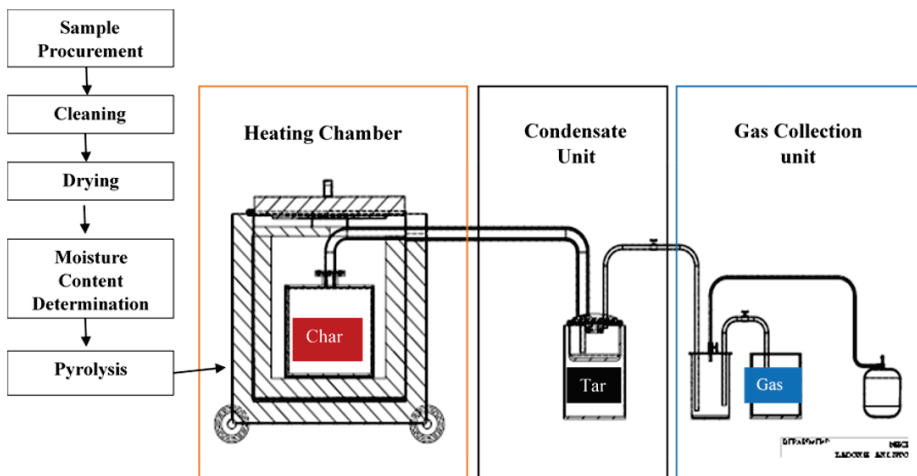 Sample
Procurement
Cleaning
Drying
Moisture
Content
Determination
Pyrolysis
Heating Chamber
Char
Condensate
Unit
Tar
Gas Collection
unit
Gas